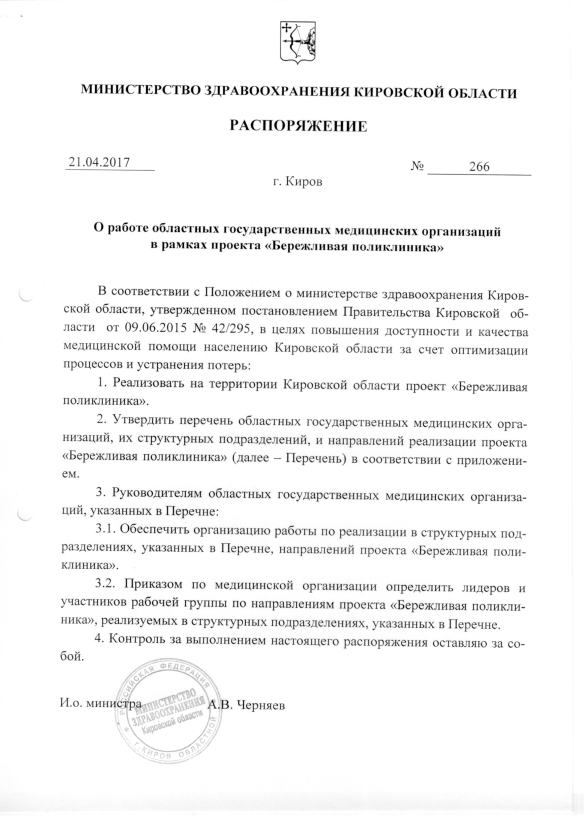 МИНИСТЕРСТВО ЗДРАВООХРАНЕНИЯ КИРОВСКОЙ ОБЛАСТИ
РАСПОРЯЖЕНИЕ
21.04.2017 № 266
г. Киров
О работе областных государственных медицинских организаций
в рамках проекта «Бережливая поликлиника»
В соответствии с Положением о министерстве здравоохранения Киров-
ской области, утвержденном постановлением Правительства Кировской об-
ласти от 09.06.2015 № 42/295, в целях повышения доступности и качества
медицинской помощи населению Кировской области за счет оптимизации
процессов и устранения потерь:
1. Реализовать на территории Кировской области проект «Бережливая
поликлиника».
2. Утвердить перечень областных государственных медицинских орга-
низаций, их структурных подразделений, и направлений реализации проекта
«Бережливая поликлиника» (далее – Перечень) в соответствии с приложени-
ем.
3. Руководителям областных государственных медицинских организа-
ций, указанных в Перечне:
3.1. Обеспечить организацию работы по реализации в структурных под-
разделениях, указанных в Перечне, направлений проекта «Бережливая поли-
клиника».
3.2. Приказом по медицинской организации определить лидеров и
участников рабочей группы по направлениям проекта «Бережливая поликли-
ника», реализуемых в структурных подразделениях, указанных в Перечне.
4. Контроль за выполнением настоящего распоряжения оставляю за со-
бой.
И.о. министра А.В. Черняев
РОССИЙСКАЯ ФЕДЕРАЦИЯ
МИНИСТЕРСТВО
ЗДРАВООХРАНЕНИЯ
Кировской области
г. КИРОВ ОБЛАСТНОЙ